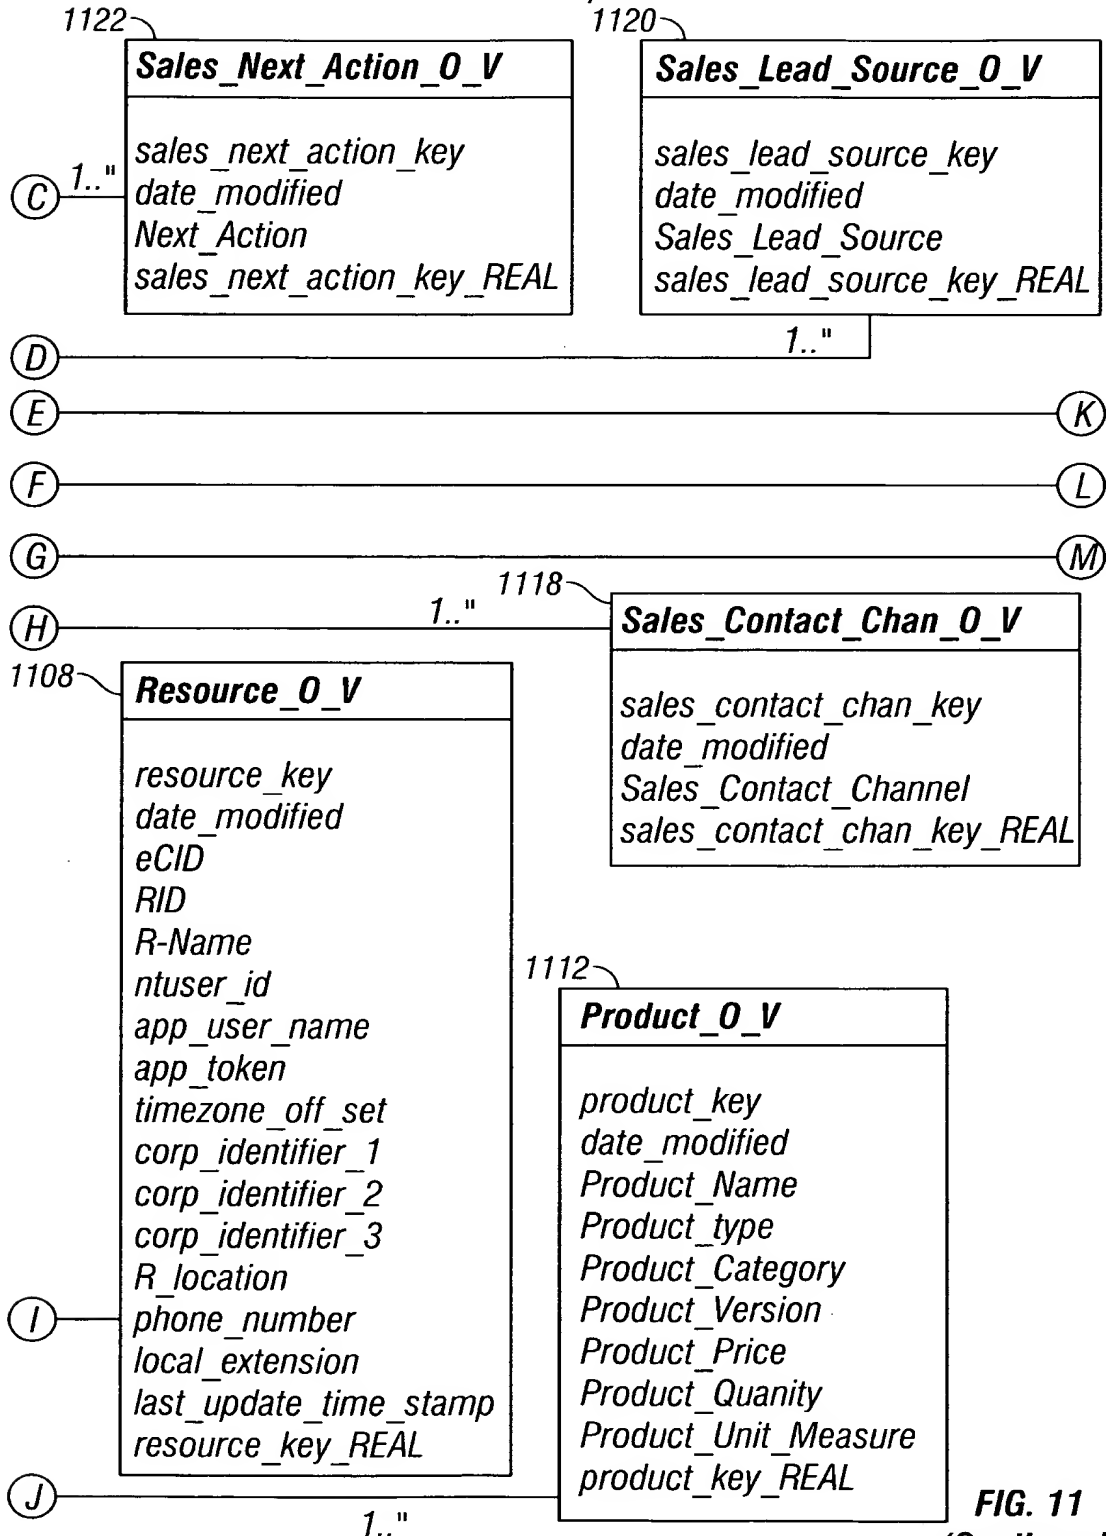 1122
Sales_Next_Action_O_V
sales_next_action_key
date_modified
Next_Action
sales_next_action_key_REAL
C
1.."
1120
Sales_Lead_Source_O_V
sales_lead_source_key
date_modified
Sales_Lead_Source
sales_lead_source_key_REAL
1.."
D
E
K
F
L
G
M
H
1.."
1118
Sales_Contact_Chan_O_V
sales_contact_chan_key
date_modified
Sales_Contact_Channel
sales_contact_chan_key_REAL
1108
Resource_O_V
resource_key
date_modified
eCID
RID
R-Name
ntuser_id
app_user_name
app_token
timezone_off_set
corp_identifier_1
corp_identifier_2
corp_identifier_3
R_location
phone_number
local_extension
last_update_time_stamp
resource_key_REAL
I
1112
Product_O_V
product_key
date_modified
Product_Name
Product_type
Product_Category
Product_Version
Product_Price
Product_Quanity
Product_Unit_Measure
product_key_REAL
J
1.."
FIG. 11